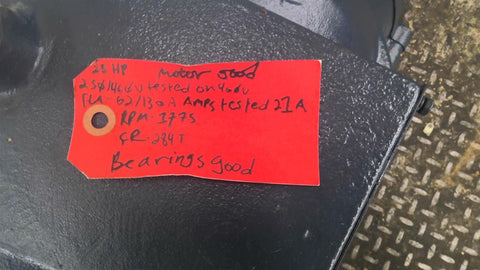 25 HP Motor good
230/460V tested on 460V
FLA: 62/130A Amps tested 21A
RPM: 1775
FR: 284T
Bearings good